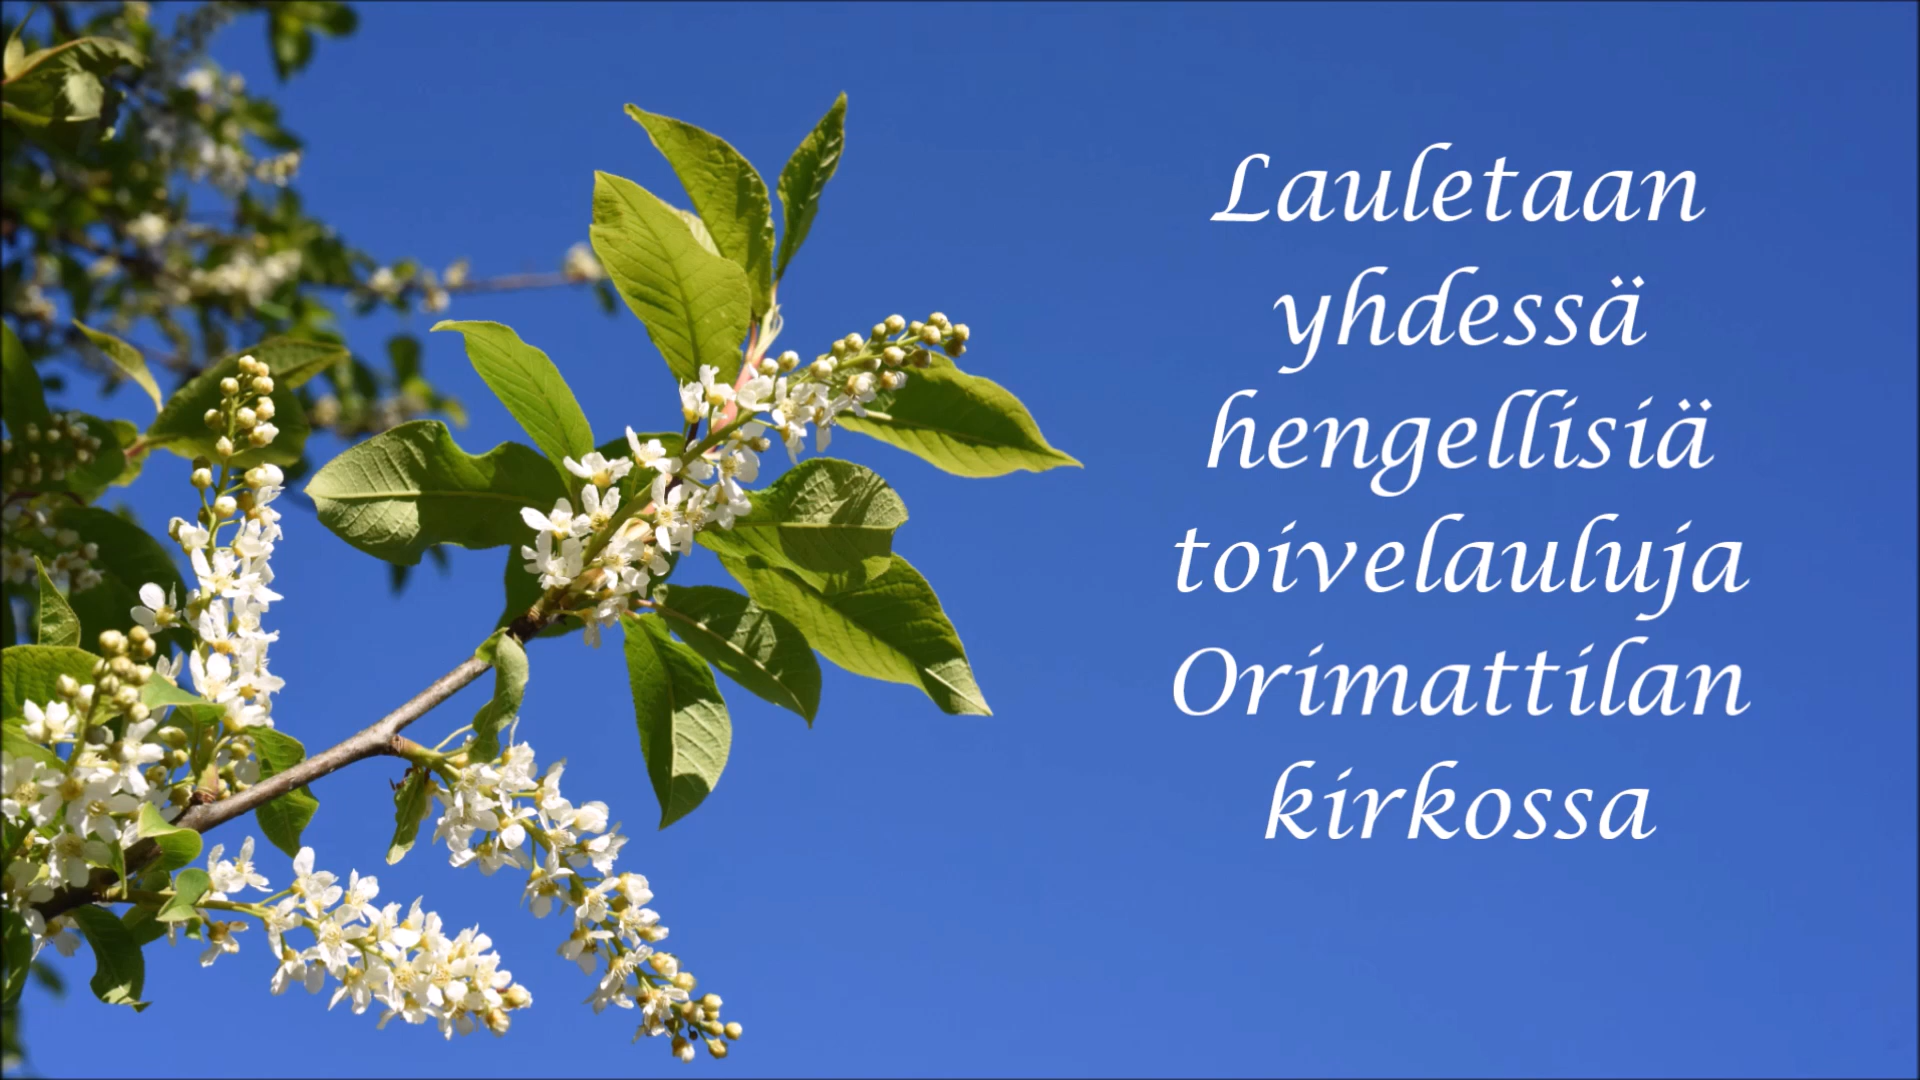 Lauletaan
yhdessä
hengellisiä
toivelauluja
Orimattilan
kirkossa